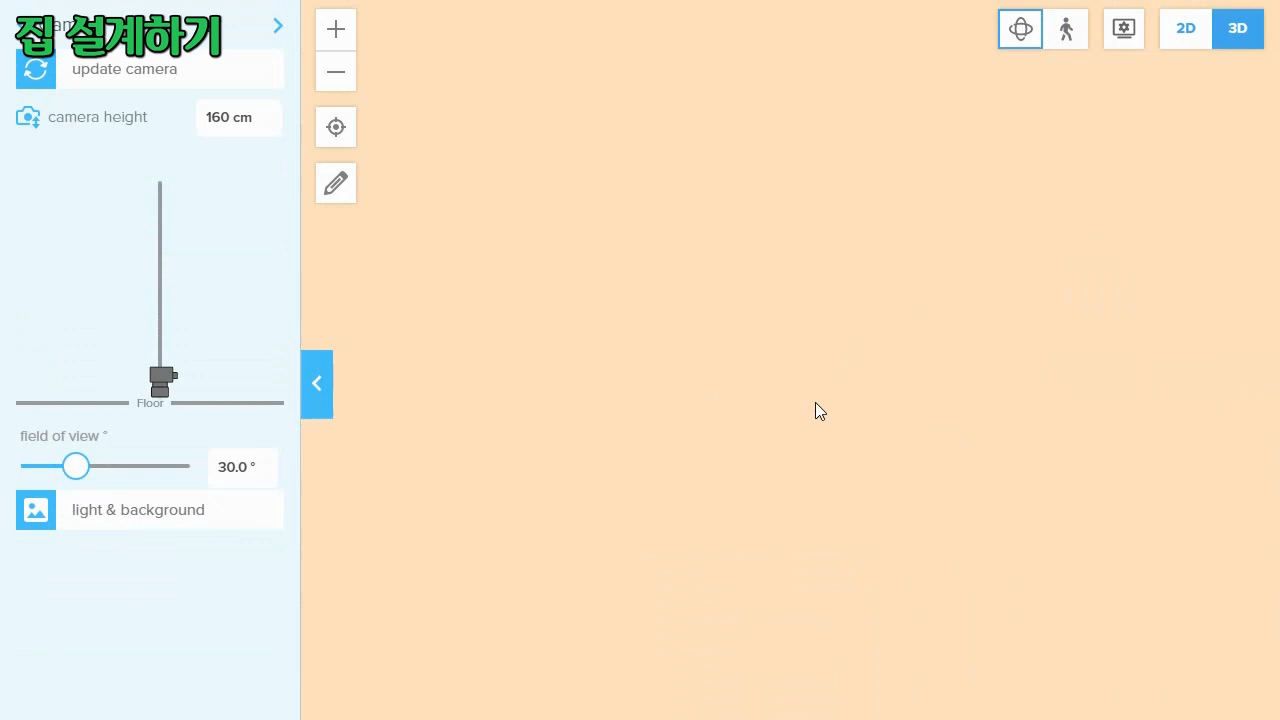 집 설계하기
update camera
camera height
160 cm
Floor
field of view °
30.0 °
light & background
2D
3D